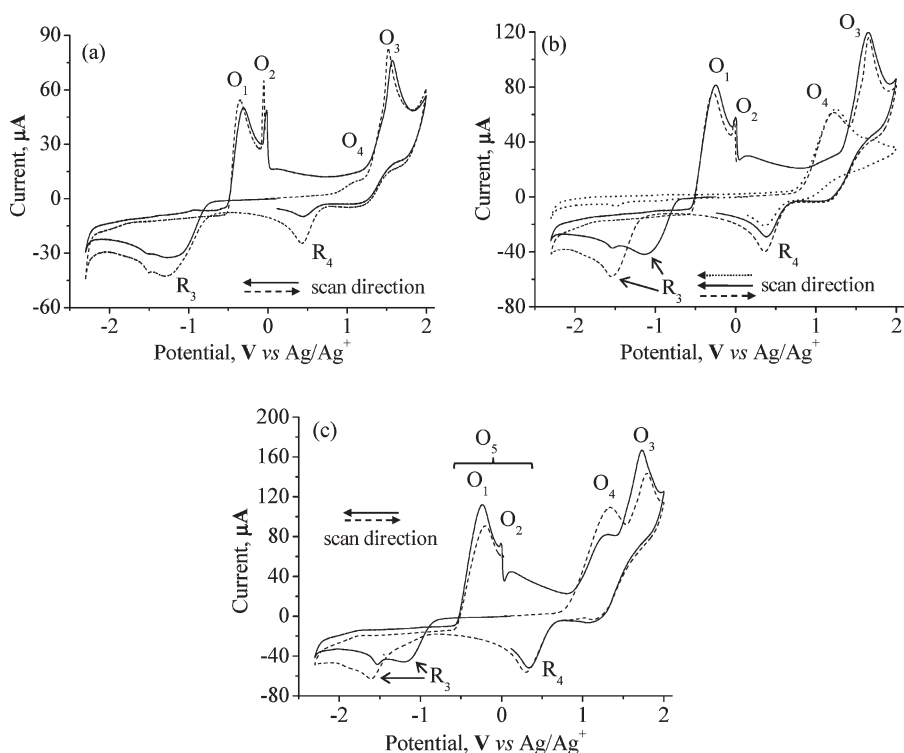 (a)
90
60
30
0
-30
-60
Current, µA
O₁
O₂
O₃
O₄
R₃
R₄
scan direction
-2 -1 0 1 2
Potential, V vs Ag/Ag⁺
(b)
120
80
40
0
-40
-80
Current, µA
O₁
O₂
O₃
O₄
R₃
R₄
scan direction
-2 -1 0 1 2
Potential, V vs Ag/Ag⁺
(c)
200
160
120
80
40
0
-40
-80
Current, µA
O₅
O₁
O₂
O₄
O₃
scan direction
R₃
R₄
-2 -1 0 1 2
Potential, V vs Ag/Ag⁺